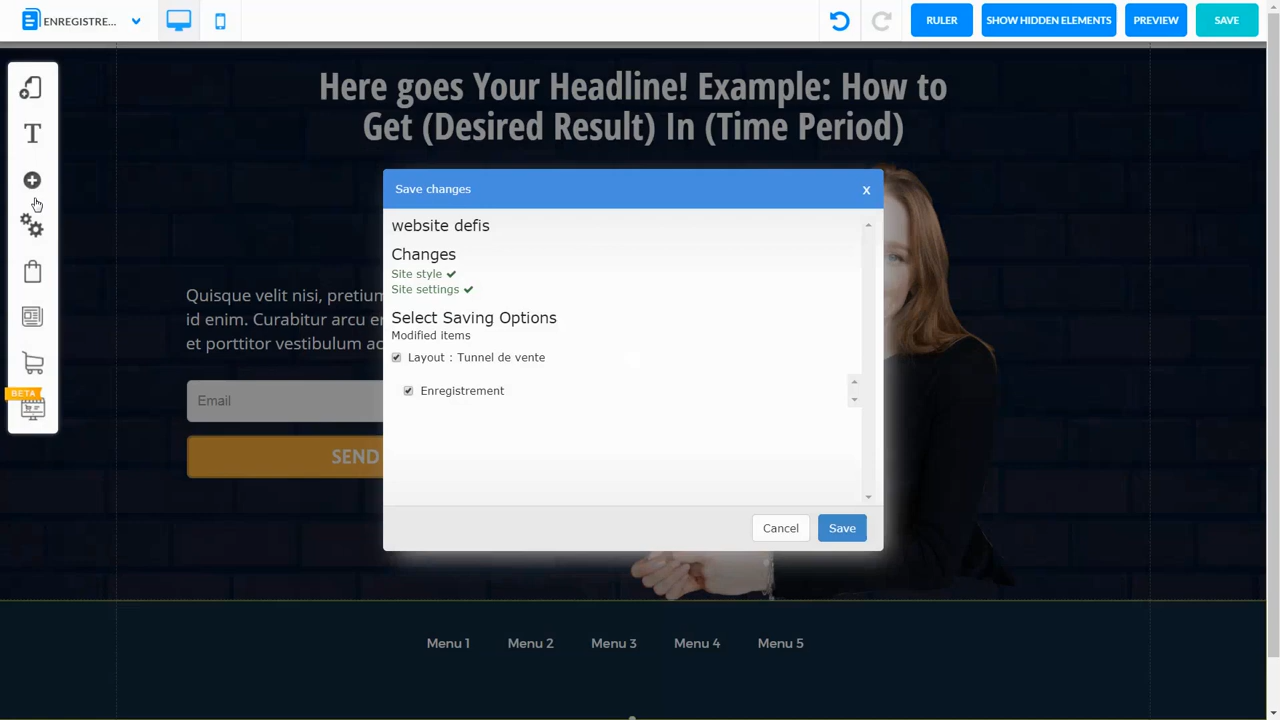 ENREGISTRE...
RULER
SHOW HIDDEN ELEMENTS
PREVIEW
SAVE
Here goes Your Headline! Example: How to
Get (Desired Result) In (Time Period)
T
Save changes
x
website defis
Changes
Site style
Site settings
Select Saving Options
Modified items
Layout : Tunnel de vente
Enregistrement
Cancel
Save
Quisque velit nisi, pretium
id enim. Curabitur arcu er
et porttitor vestibulum ac
Email
SEND
BETA
Menu 1
Menu 2
Menu 3
Menu 4
Menu 5